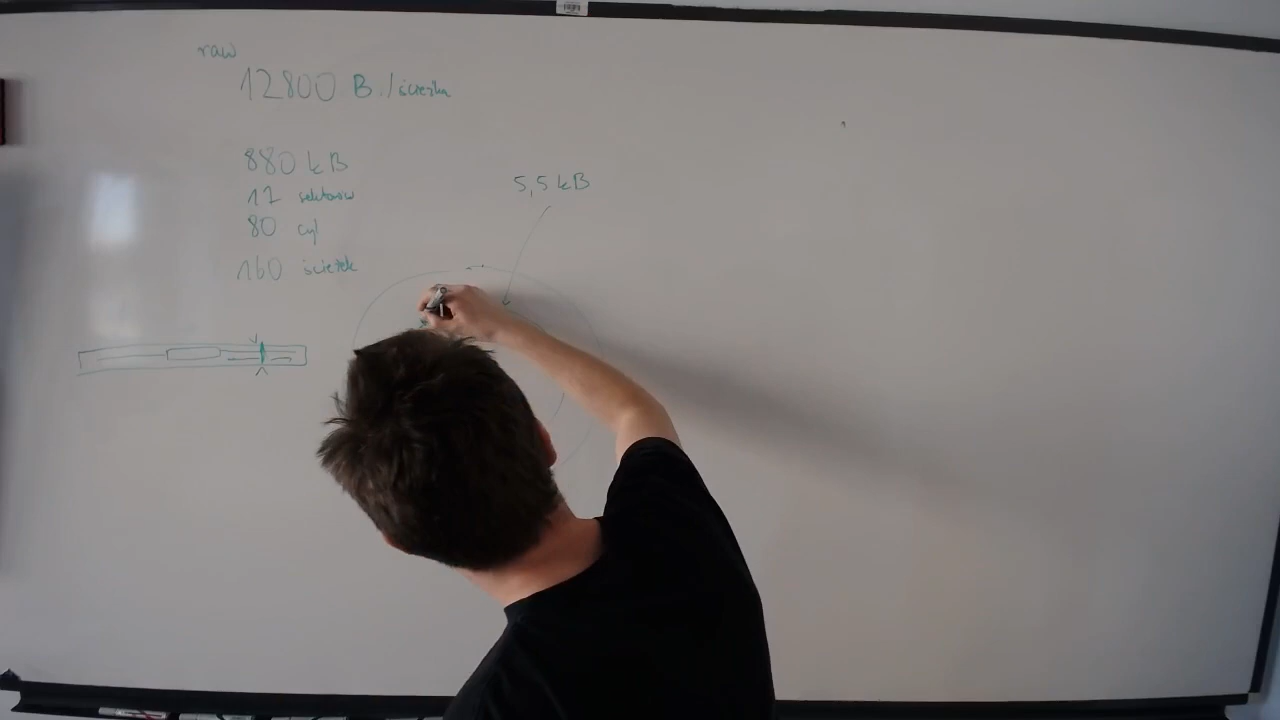 raw
12800 B./ścieżka
880 kB
11 sektorów
80 cyl
160 ścieżek
5,5 kB